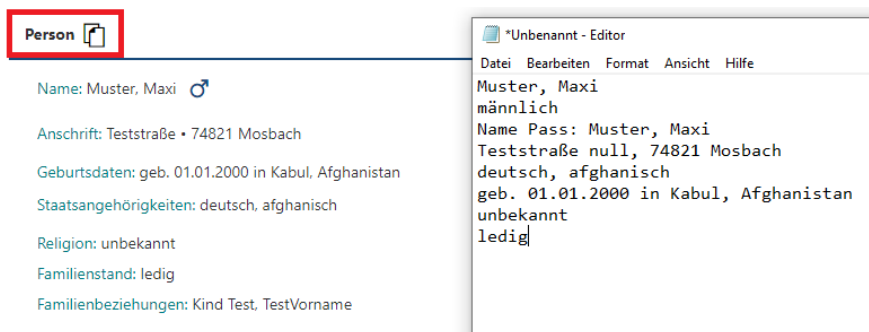 Person
Name: Muster, Maxi
Anschrift: Teststraße • 74821 Mosbach
Geburtsdaten: geb. 01.01.2000 in Kabul, Afghanistan
Staatsangehörigkeiten: deutsch, afghanisch
Religion: unbekannt
Familienstand: ledig
Familienbeziehungen: Kind Test, TestVorname
*Unbenannt - Editor
Datei Bearbeiten Format Ansicht Hilfe
Muster, Maxi
männlich
Name Pass: Muster, Maxi
Teststraße null, 74821 Mosbach
deutsch, afghanisch
geb. 01.01.2000 in Kabul, Afghanistan
unbekannt
ledig